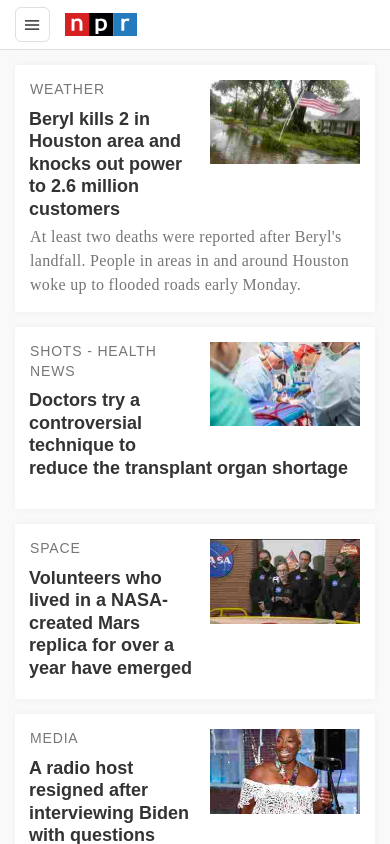 npr
WEATHER
Beryl kills 2 in
Houston area and
knocks out power
to 2.6 million
customers
At least two deaths were reported after Beryl's
landfall. People in areas in and around Houston
woke up to flooded roads early Monday.
SHOTS - HEALTH
NEWS
Doctors try a
controversial
technique to
reduce the transplant organ shortage
SPACE
Volunteers who
lived in a NASA-
created Mars
replica for over a
year have emerged
NASA
MEDIA
A radio host
resigned after
interviewing Biden
with questions